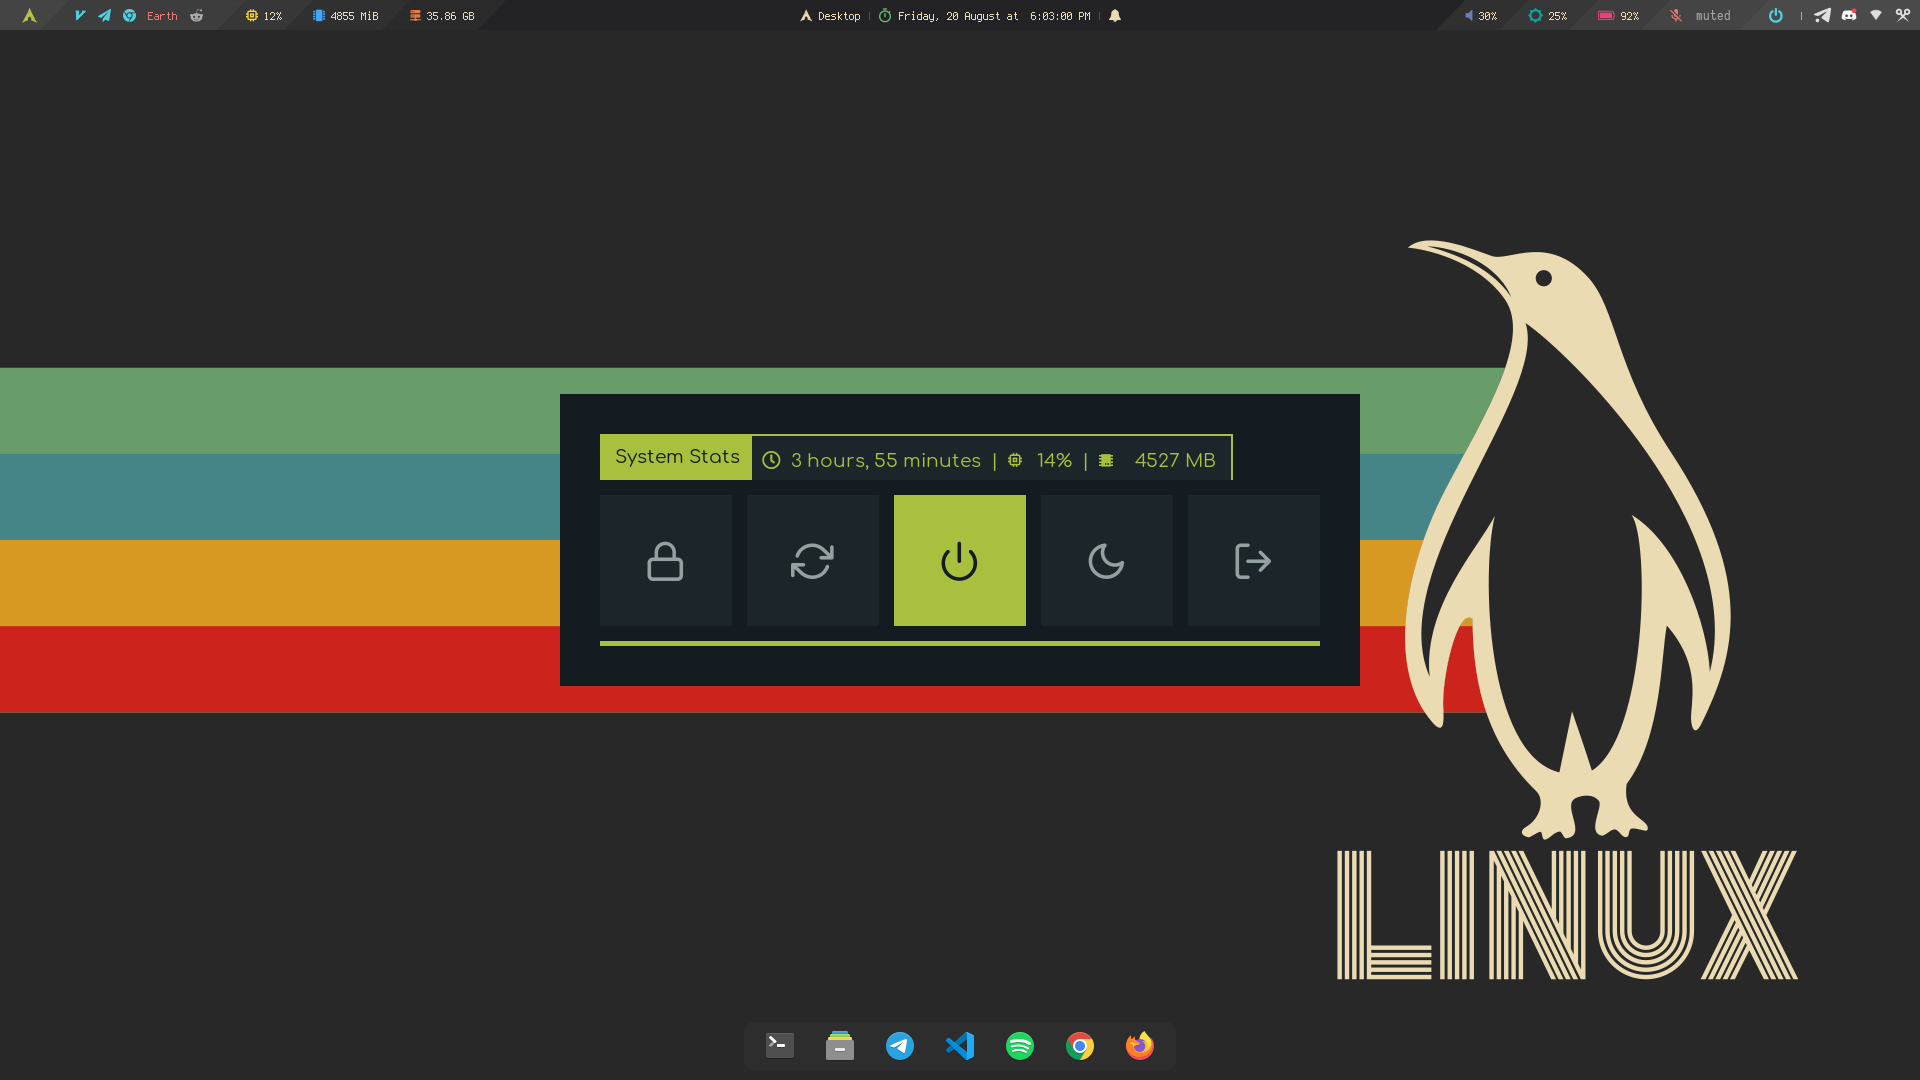 Earth 12% 4855 MiB 35.86 GB Desktop | Friday, 20 August at 6:03:00 PM | 30% 25% 92% muted |
System Stats 3 hours, 55 minutes | 14% | 4527 MB
LINUX